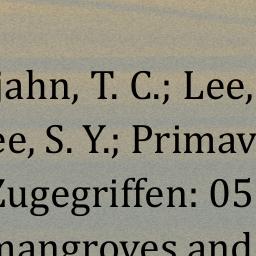 jahn, T. C.; Lee,
ee, S. Y.; Primav
Zugegriffen: 05
mangroves and